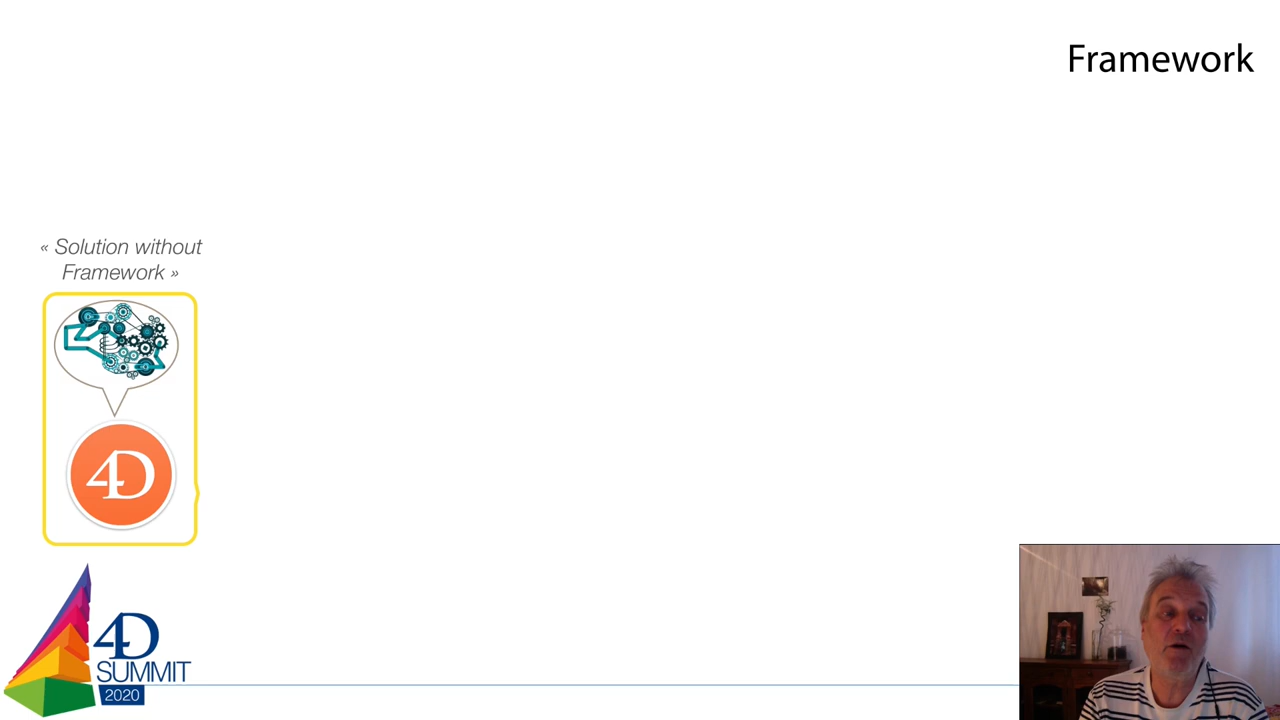 Framework
« Solution without
Framework »
4D
4D
SUMMIT
2020